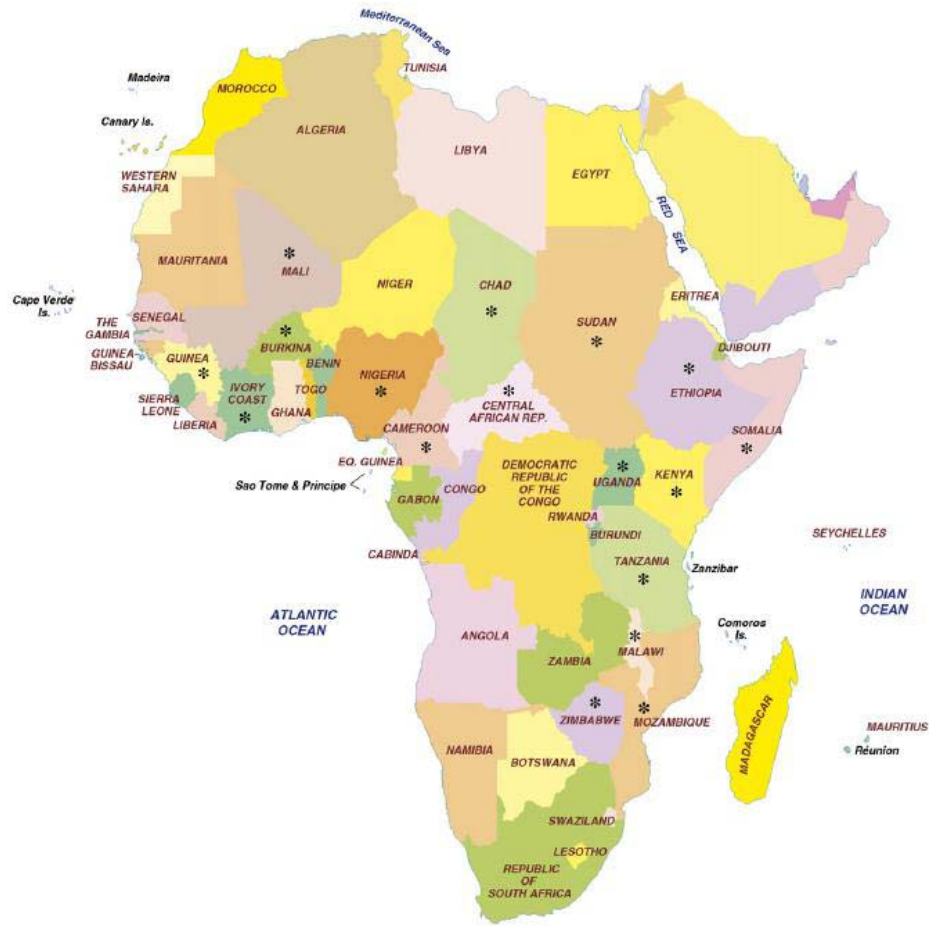 Mediterranean Sea
TUNISIA
Madeira
MOROCCO
Canary Is.
ALGERIA
LIBYA
EGYPT
WESTERN
SAHARA
RED SEA
MAURITANIA
*
MALI
NIGER
CHAD
*
SUDAN
*
ERITREA
Cape Verde
Is.
SENEGAL
THE
GAMBIA
GUINEA
BISSAU
GUINEA
*
*
BURKINA
BENIN
NIGERIA
*
DJIBOUTI
*
ETHIOPIA
SIERRA
LEONE
IVORY
COAST
*
TOGO
GHANA
LIBERIA
*
CENTRAL
AFRICAN REP.
CAMEROON
*
SOMALIA
*
EQ. GUINEA
Sao Tome & Principe
GABON
CONGO
DEMOCRATIC
REPUBLIC
OF THE
CONGO
*
UGANDA
KENYA
*
RWANDA
BURUNDI
SEYCHELLES
CABINDA
TANZANIA
*
Zanzibar
ATLANTIC
OCEAN
INDIAN
OCEAN
ANGOLA
Comoros
Is.
*
MALAWI
ZAMBIA
*
ZIMBABWE
*
MOZAMBIQUE
MADAGASCAR
MAURITIUS
Réunion
NAMIBIA
BOTSWANA
SWAZILAND
LESOTHO
REPUBLIC
OF
SOUTH AFRICA